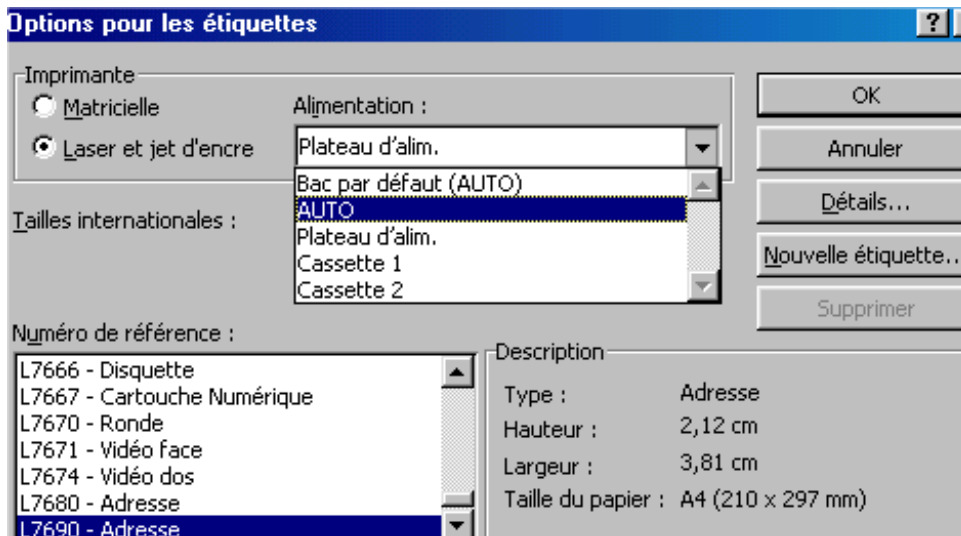 Options pour les étiquettes
?
Imprimante
Matricielle
Laser et jet d'encre
Alimentation :
Plateau d'alim.
Bac par défaut (AUTO)
AUTO
Plateau d'alim.
Cassette 1
Cassette 2
Tailles internationales :
OK
Annuler
Détails...
Nouvelle étiquette..
Supprimer
Numéro de référence :
L7666 - Disquette
L7667 - Cartouche Numérique
L7670 - Ronde
L7671 - Vidéo face
L7674 - Vidéo dos
L7680 - Adresse
L7690 - Adresse
Description
Type : Adresse
Hauteur : 2,12 cm
Largeur : 3,81 cm
Taille du papier : A4 (210 x 297 mm)